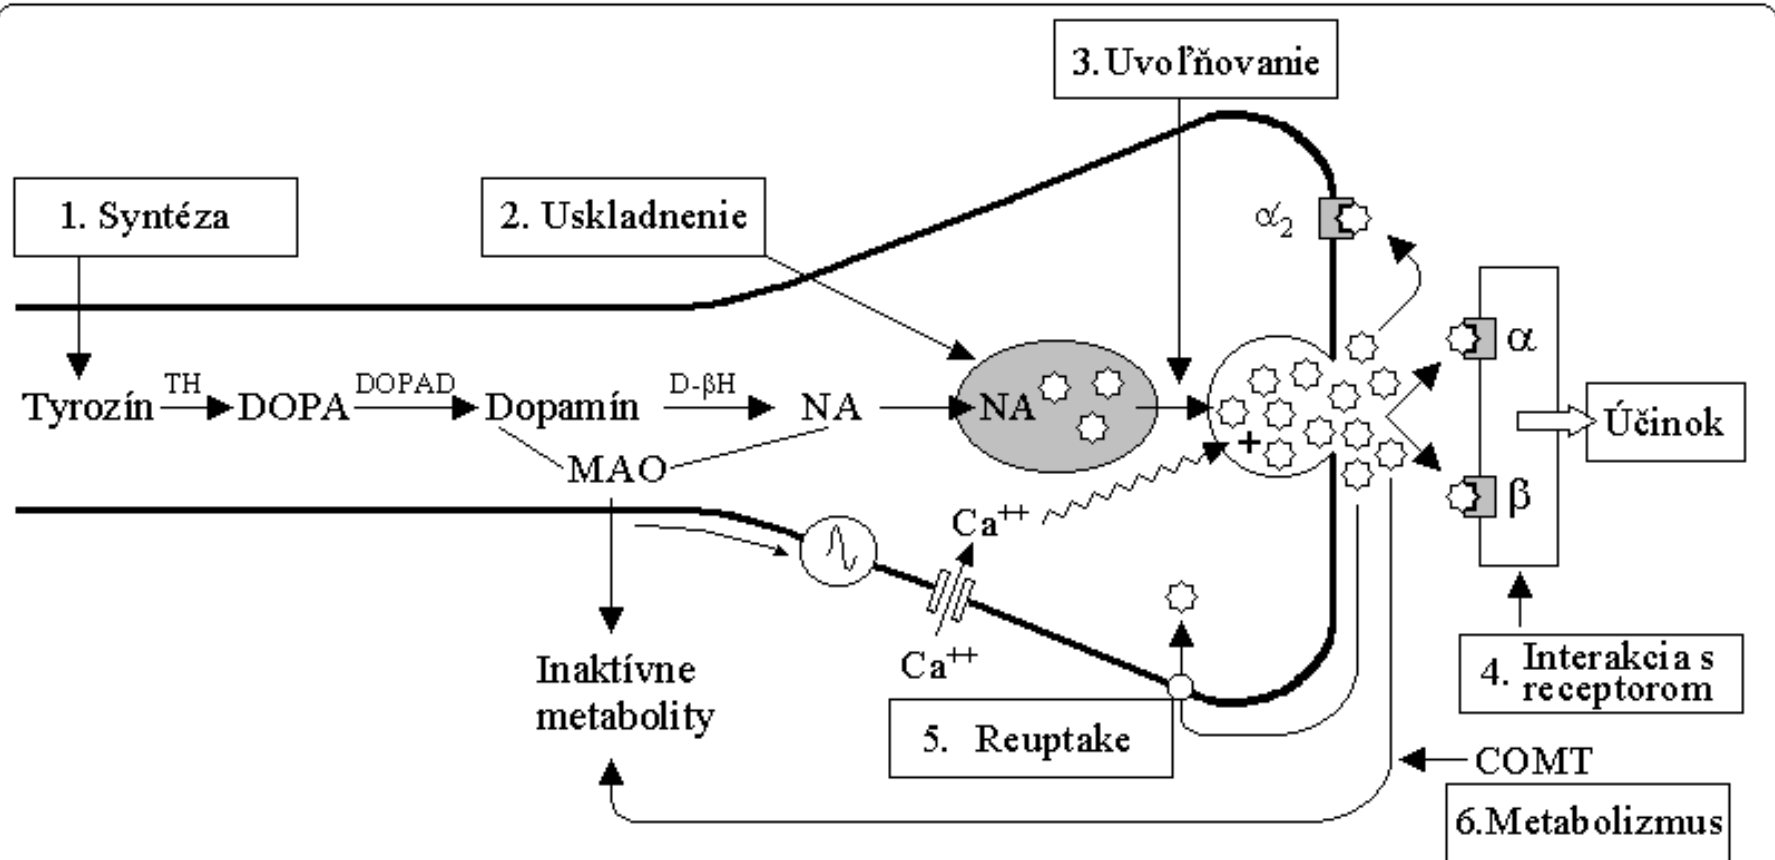 3. Uvoľňovanie
1. Syntéza
2. Uskladnenie
α2
Tyrozín TH DOPA DOPAD Dopamín D-βH NA NA
α
Účinok
MAO
+
β
Ca++
Ca++
Inaktívne
metabolity
4. Interakcia s
receptorom
5. Reuptake
COMT
6.Metabolizmus